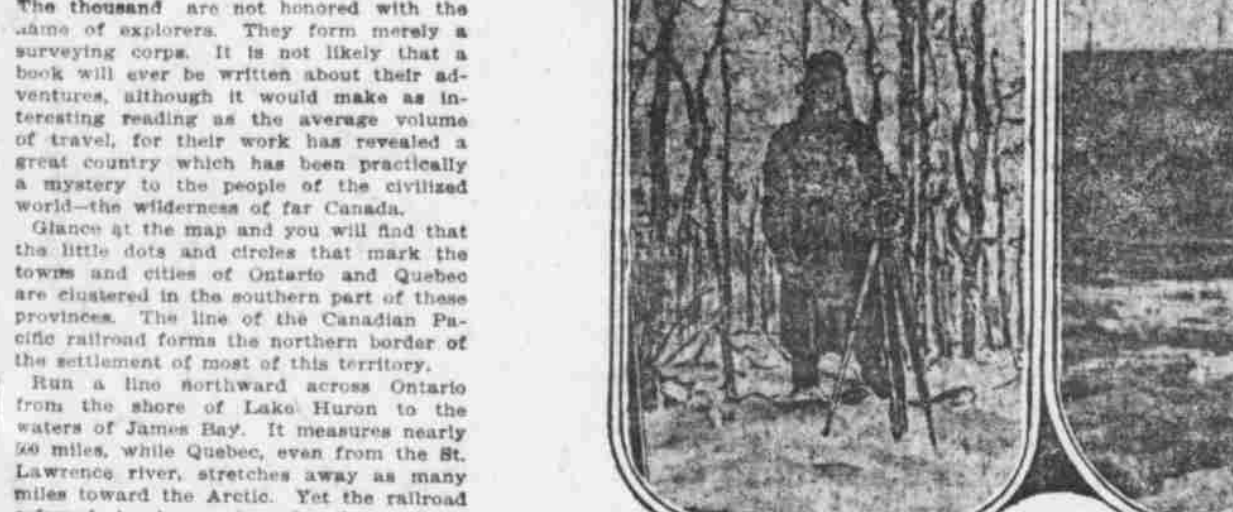 The thousand are not honored with the
name of explorers. They form merely a
surveying corps. It is not likely that a
book will ever be written about their ad-
ventures, although it would make as in-
teresting reading as the average volume
of travel, for their work has revealed a
great country which has been practically
a mystery to the people of the civilized
world—the wilderness of far Canada.
Glance at the map and you will find that
the little dots and circles that mark the
towns and cities of Ontario and Quebec
are clustered in the southern part of these
provinces. The line of the Canadian Pa-
cific railroad forms the northern border of
the settlement of most of this territory.
Run a line northward across Ontario
from the shore of Lake Huron to the
waters of James Bay. It measures nearly
500 miles, while Quebec, even from the St.
Lawrence river, stretches away as many
miles toward the Arctic. Yet the railroad